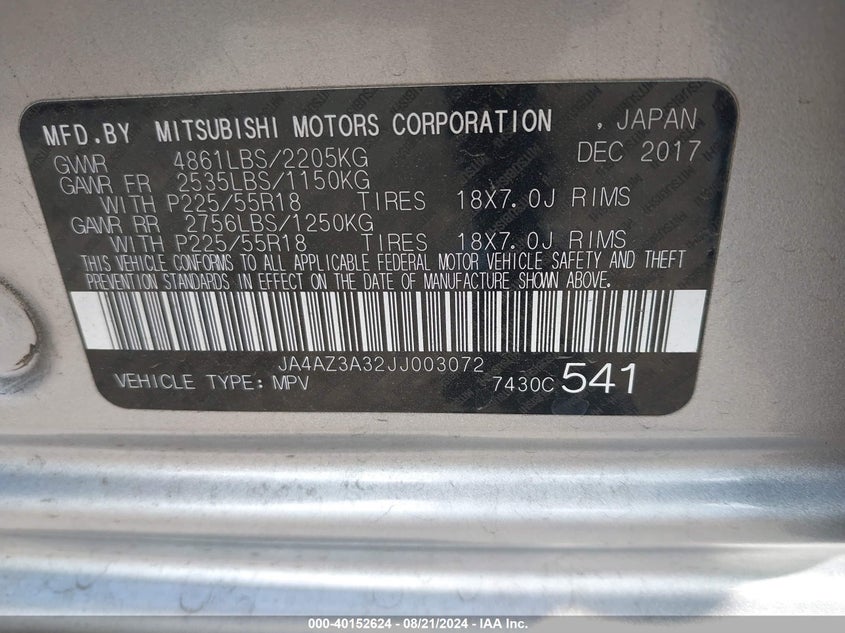 MFD.BY MITSUBISHI MOTORS CORPORATION , JAPAN
GVWR 4861LBS/2205KG DEC 2017
GAWR FR 2535LBS/1150KG
WITH P225/55R18 TIRES 18X7.0J RIMS
GAWR RR 2756LBS/1250KG
WITH P225/55R18 TIRES 18X7.0J RIMS
THIS VEHICLE CONFORMS TO ALL APPLICABLE FEDERAL MOTOR VEHICLE SAFETY AND THEFT
PREVENTION STANDARDS IN EFFECT ON THE DATE OF MANUFACTURE SHOWN ABOVE.
JA4AZ3A32JJ003072
VEHICLE TYPE: MPV 7430C 541
000-40152624 - 08/21/2024 - IAA Inc.